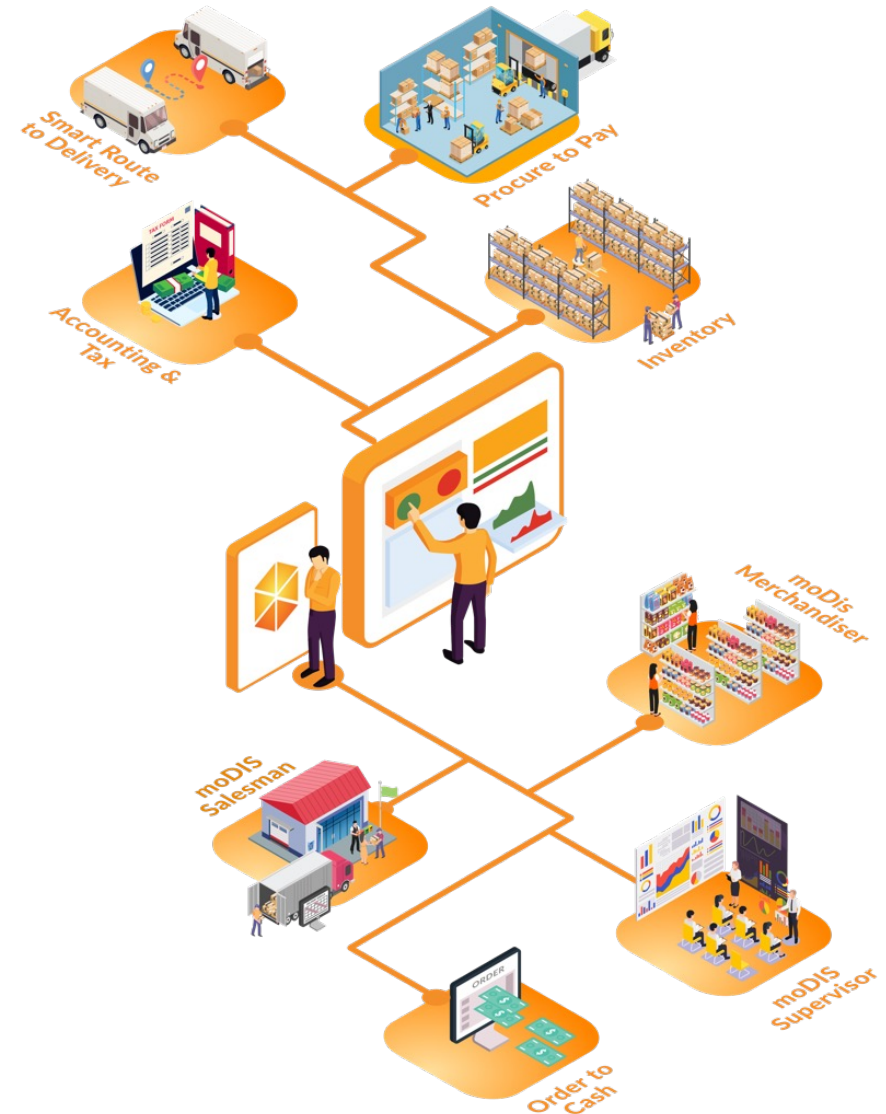 Smart Route
to Delivery
Procure to Pay
TAX FORM
Accounting &
Tax
Inventory
moDis
Merchandiser
moDIS
Salesman
moDIS
Supervisor
ORDER
Order to
Cash